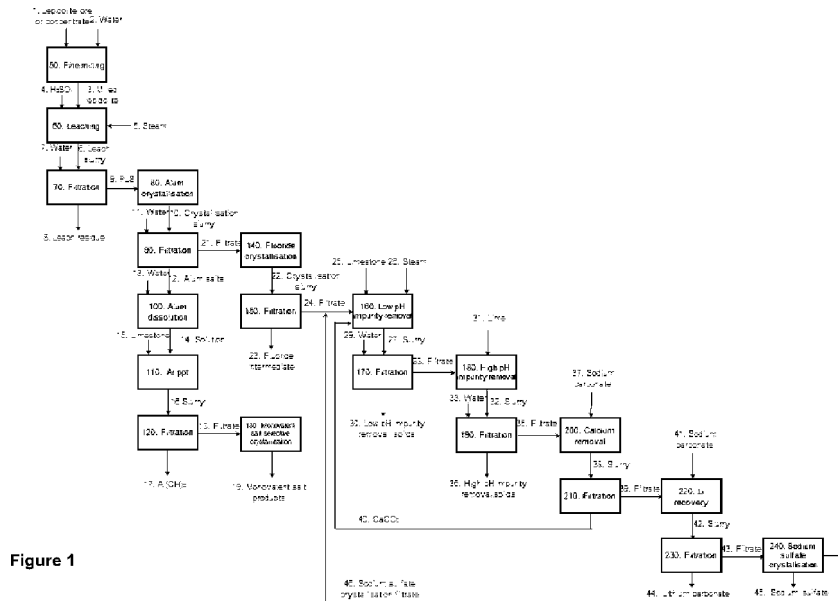 1. Lepidolite ore
or concentrate
2. Water
50. Fine milling
4. H₂SO₄
3. Milled
lepidolite
60. Leaching
5. Steam
7. Water
6. Leach
slurry
70. Filtration
9. PLS
80. Alum
crystallisation
8. Leach residue
11. Water
10. Crystallisation
slurry
90. Filtration
21. Filtrate
140. Fluoride
crystallisation
13. Water
12. Alum salts
22. Crystallisation
slurry
25. Limestone
26. Steam
100. Alum
dissolution
150. Filtration
24. Filtrate
160. Low pH
impurity removal
15. Limestone
14. Solution
23. Fluoride
intermediate
28. Water
27. Slurry
31. Lime
110. Al ppt
170. Filtration
180. High pH
impurity removal
16. Slurry
33. Water
32. Slurry
37. Sodium
carbonate
120. Filtration
130. Monovalent
salt selective
crystallisation
30. Low pH impurity
removal solids
190. Filtration
35. Filtrate
200. Calcium
removal
41. Sodium
carbonate
17. Al(OH)₃
19. Monovalent salt
products
36. High pH impurity
removal solids
210. Filtration
39. Filtrate
220. Li
recovery
40. CaCO₃
42. Slurry
Figure 1
230. Filtration
43. Filtrate
240. Sodium
sulfate
crystallisation
46. Sodium sulfate
crystallisation filtrate
44. Lithium carbonate
45. Sodium sulfate